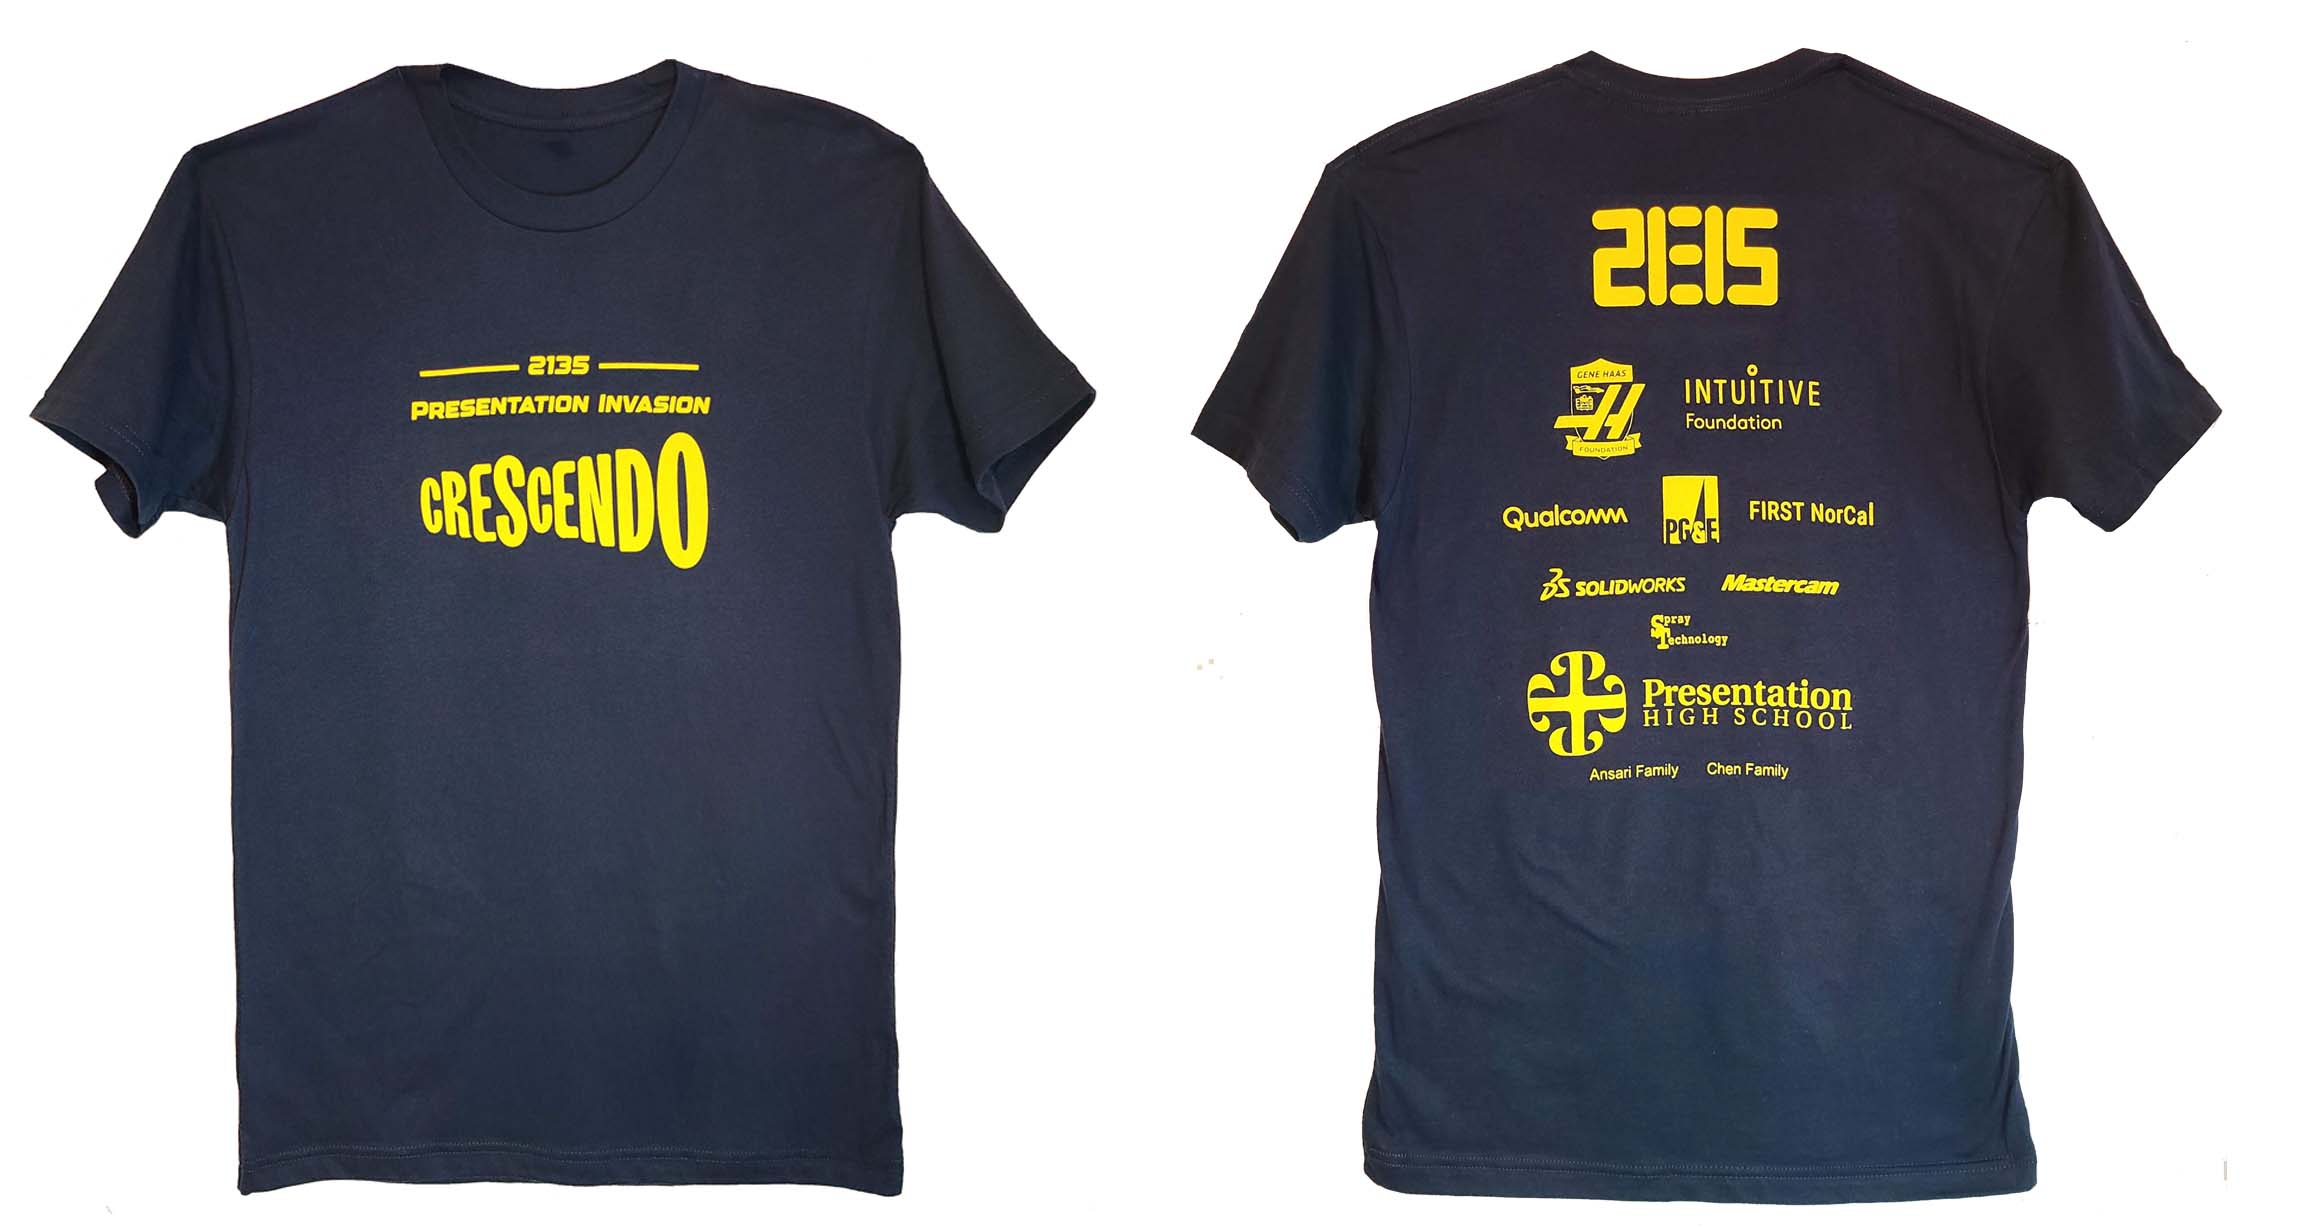 2135
PRESENTATION INVASION
CRESCENDO
2135
GENE HAAS
FOUNDATION
INTUITIVE
Foundation
Qualcomm
PG&E
FIRST NorCal
3DS SOLIDWORKS
Mastercam
Spray
Technology
Presentation
HIGH SCHOOL
Ansari Family Chen Family